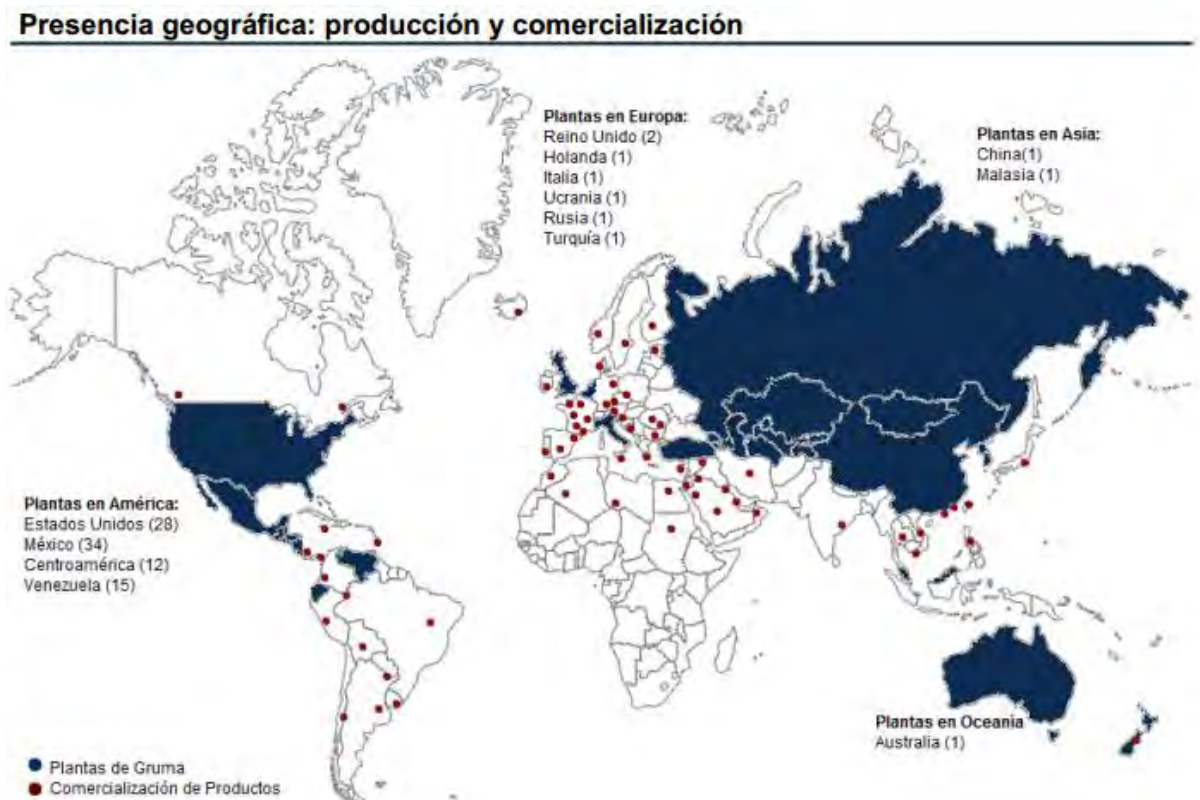 Presencia geográfica: producción y comercialización
Plantas en Europa:
Reino Unido (2)
Holanda (1)
Italia (1)
Ucrania (1)
Rusia (1)
Turquía (1)
Plantas en Asia:
China(1)
Malasia (1)
Plantas en América:
Estados Unidos (28)
México (34)
Centroamérica (12)
Venezuela (15)
Plantas en Oceania
Australia (1)
Plantas de Gruma
Comercialización de Productos